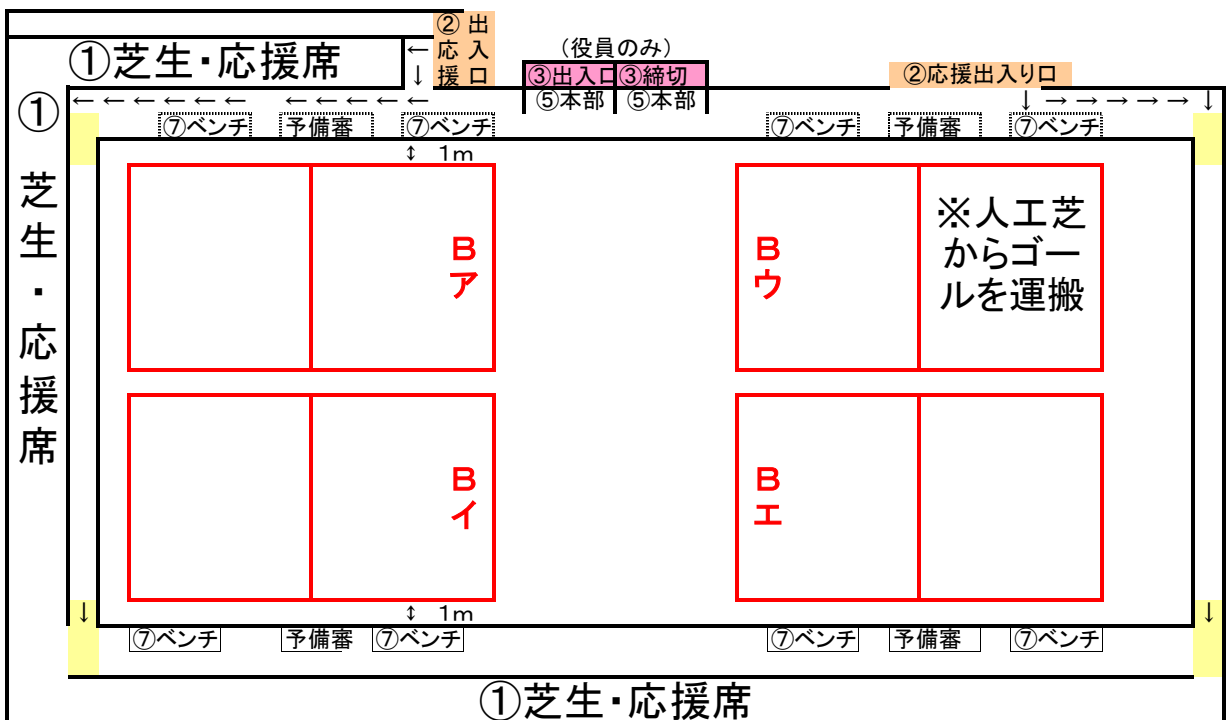 ②出入口
応援
(役員のみ)
①芝生・応援席
←
↓
③出入口
③締切
②応援出入り口
⑤本部
⑤本部
← ← ← ← ← ← ← ← ← ← ←
↓ → → → → → ↓
⑦ベンチ
予備審
⑦ベンチ
⑦ベンチ
予備審
⑦ベンチ
↕ 1m
①芝生・応援席
Bア
Bウ
※人工芝
からゴー
ルを運搬
Bイ
Bエ
↓
↕ 1m
↓
⑦ベンチ
予備審
⑦ベンチ
⑦ベンチ
予備審
⑦ベンチ
①芝生・応援席